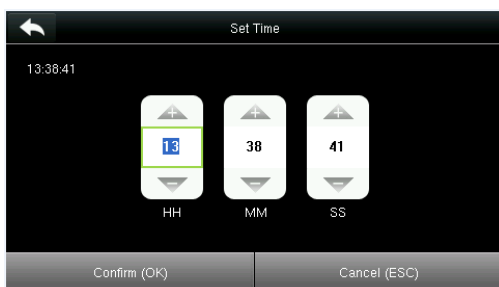 Set Time
13:38:41
13 38 41
HH MM SS
Confirm (OK) Cancel (ESC)